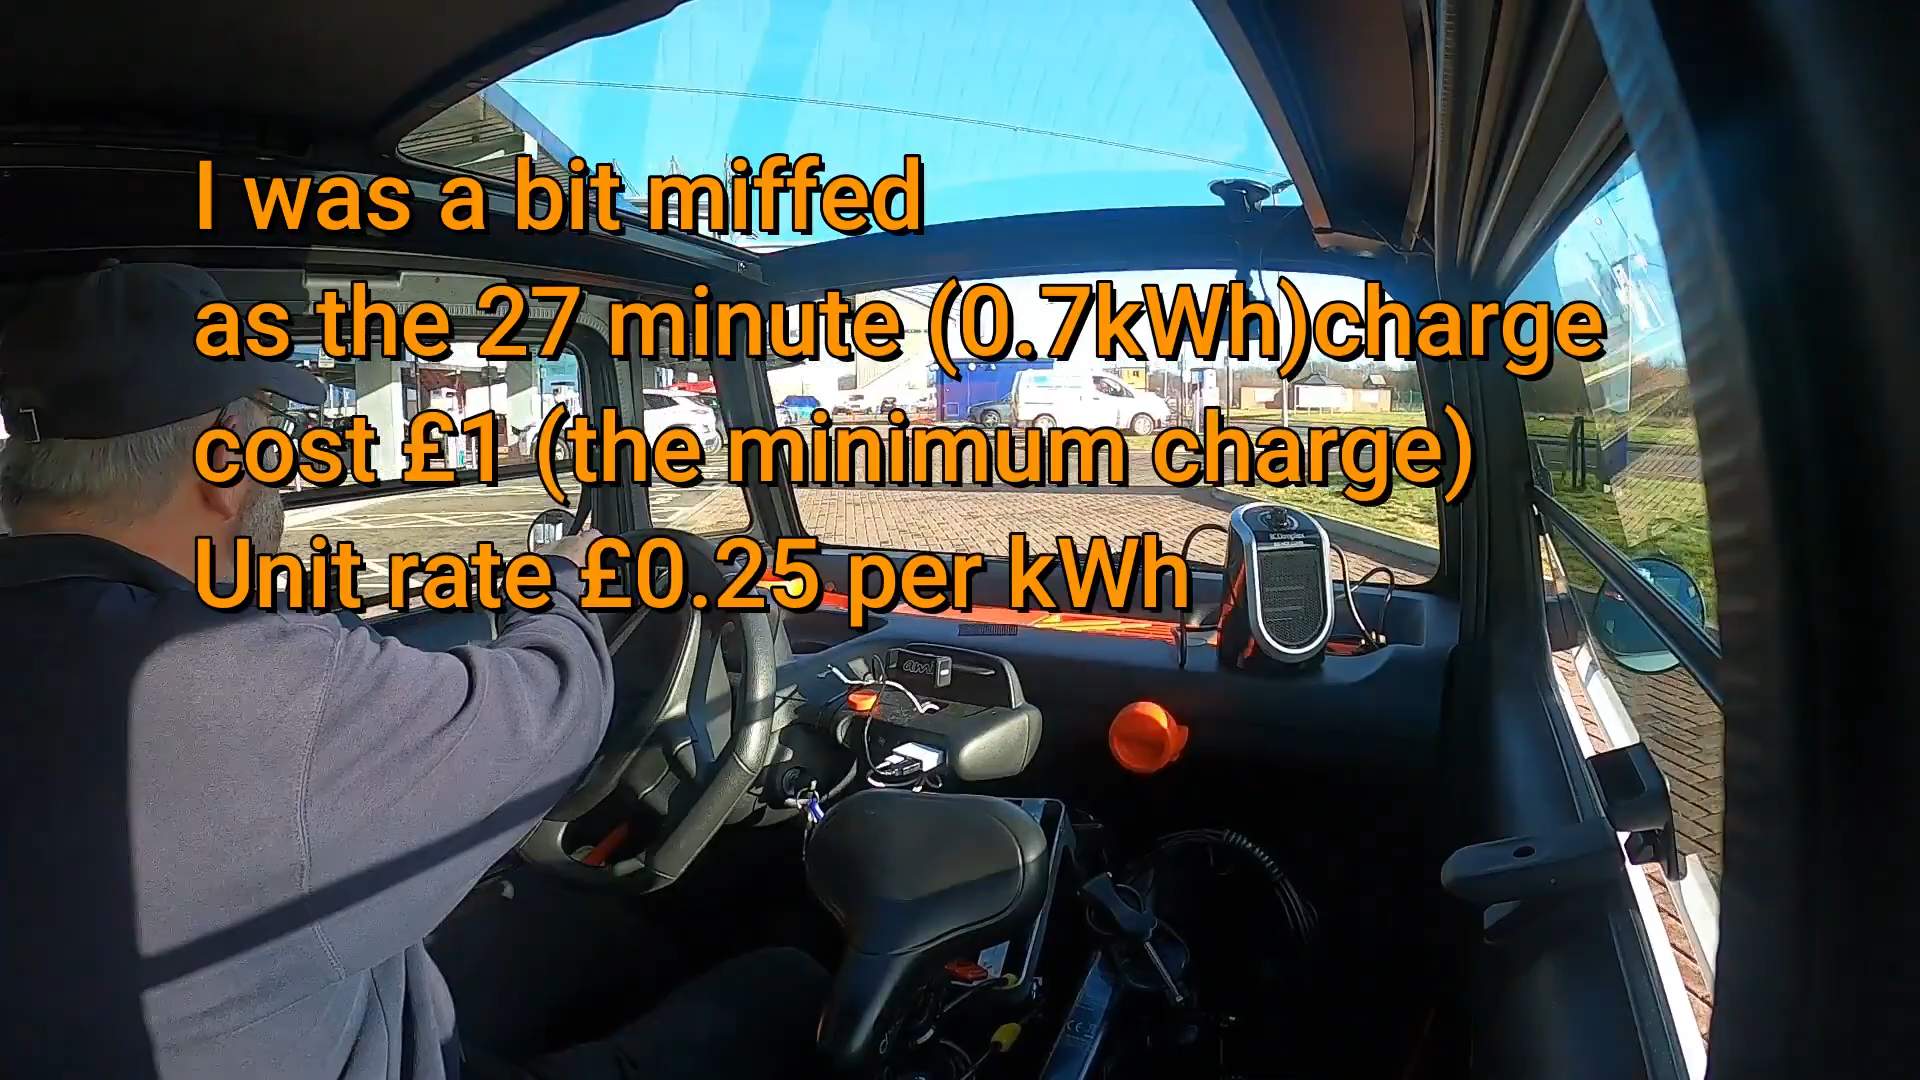 I was a bit miffed
as the 27 minute (0.7kWh)charge
cost £1 (the minimum charge)
Unit rate £0.25 per kWh
ami